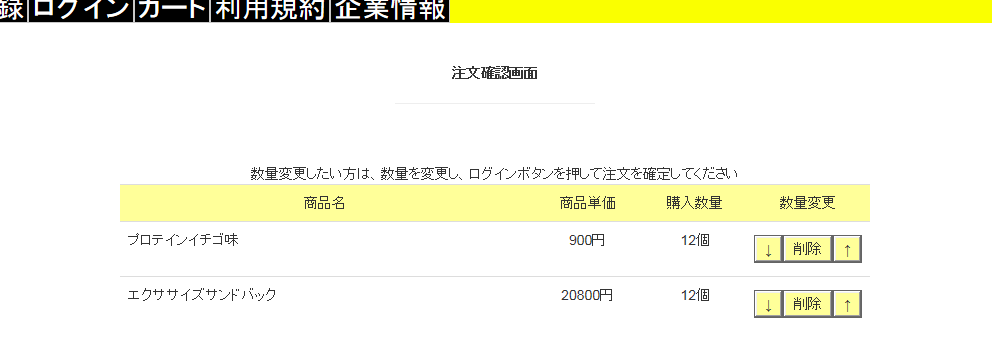 録|ログイン|カート|利用規約|企業情報
注文確認画面
数量変更したい方は、数量を変更し、ログインボタンを押して注文を確定してください
商品名 商品単価 購入数量 数量変更
プロテインイチゴ味 900円 12個 ↓ 削除 ↑
エクササイズサンドバック 20800円 12個 ↓ 削除 ↑